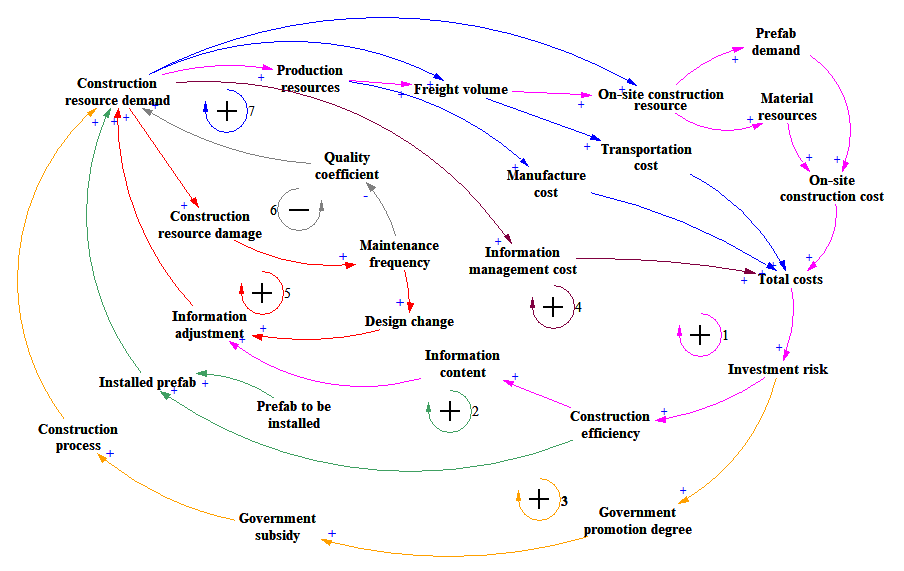 Prefab
demand
Construction
resource demand
Production
resources
Freight volume
On-site construction
resource
Material
resources
7
Transportation
cost
Quality
coefficient
Manufacture
cost
On-site
construction cost
6
Construction
resource damage
Maintenance
frequency
Information
management cost
Total costs
5
4
Information
adjustment
Design change
1
Information
content
Investment risk
Installed prefab
Prefab to be
installed
2
Construction
efficiency
Construction
process
3
Government
subsidy
Government
promotion degree